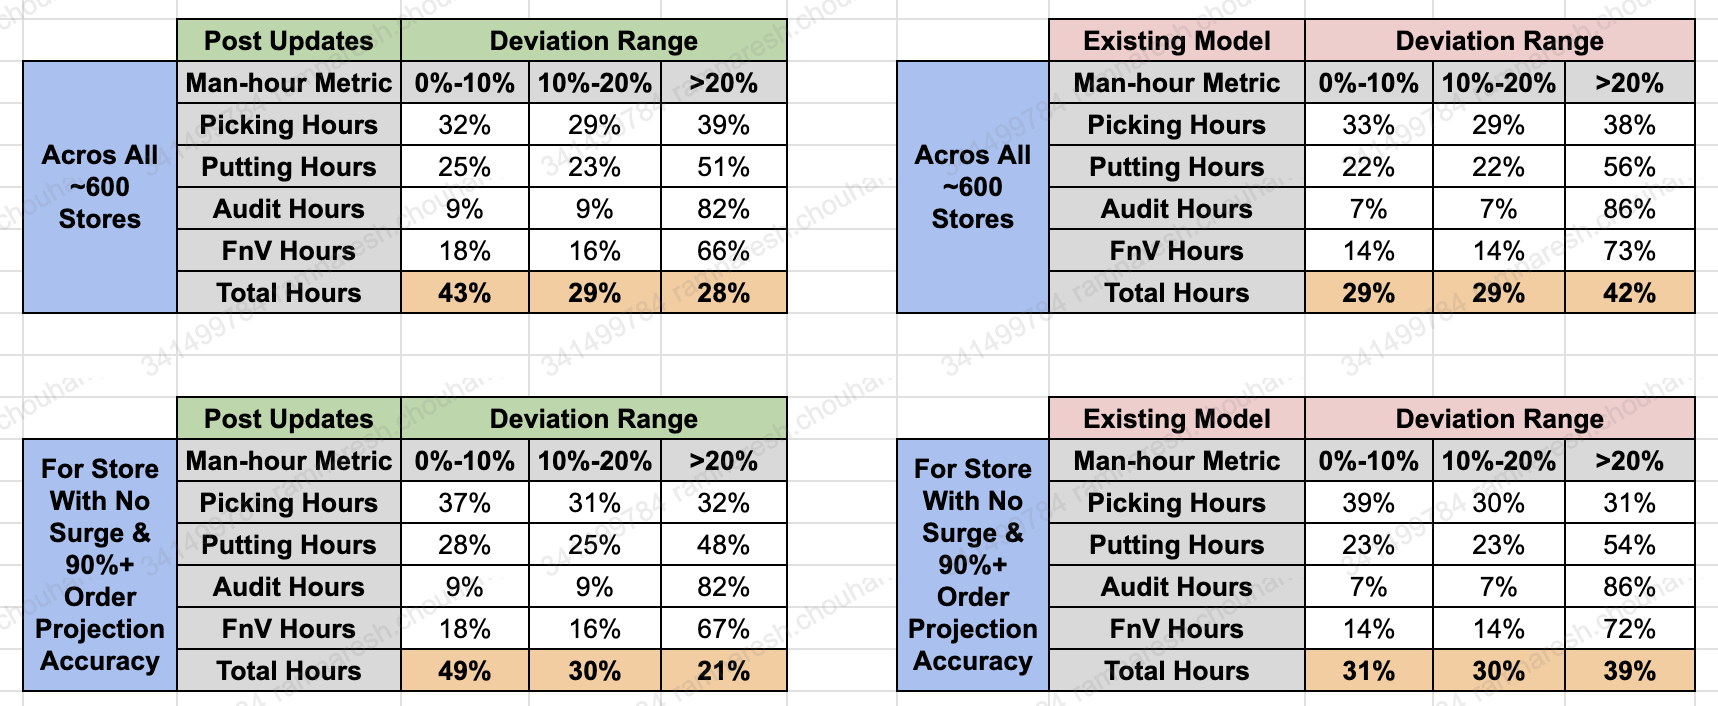 Post Updates Deviation Range
Man-hour Metric 0%-10% 10%-20% >20%
Acros All
~600
Stores
Picking Hours 32% 29% 39%
Putting Hours 25% 23% 51%
Audit Hours 9% 9% 82%
FnV Hours 18% 16% 66%
Total Hours 43% 29% 28%
Existing Model Deviation Range
Man-hour Metric 0%-10% 10%-20% >20%
Acros All
~600
Stores
Picking Hours 33% 29% 38%
Putting Hours 22% 22% 56%
Audit Hours 7% 7% 86%
FnV Hours 14% 14% 73%
Total Hours 29% 29% 42%
Post Updates Deviation Range
Man-hour Metric 0%-10% 10%-20% >20%
For Store
With No
Surge &
90%+
Order
Projection
Accuracy
Picking Hours 37% 31% 32%
Putting Hours 28% 25% 48%
Audit Hours 9% 9% 82%
FnV Hours 18% 16% 67%
Total Hours 49% 30% 21%
Existing Model Deviation Range
Man-hour Metric 0%-10% 10%-20% >20%
For Store
With No
Surge &
90%+
Order
Projection
Accuracy
Picking Hours 39% 30% 31%
Putting Hours 23% 23% 54%
Audit Hours 7% 7% 86%
FnV Hours 14% 14% 72%
Total Hours 31% 30% 39%